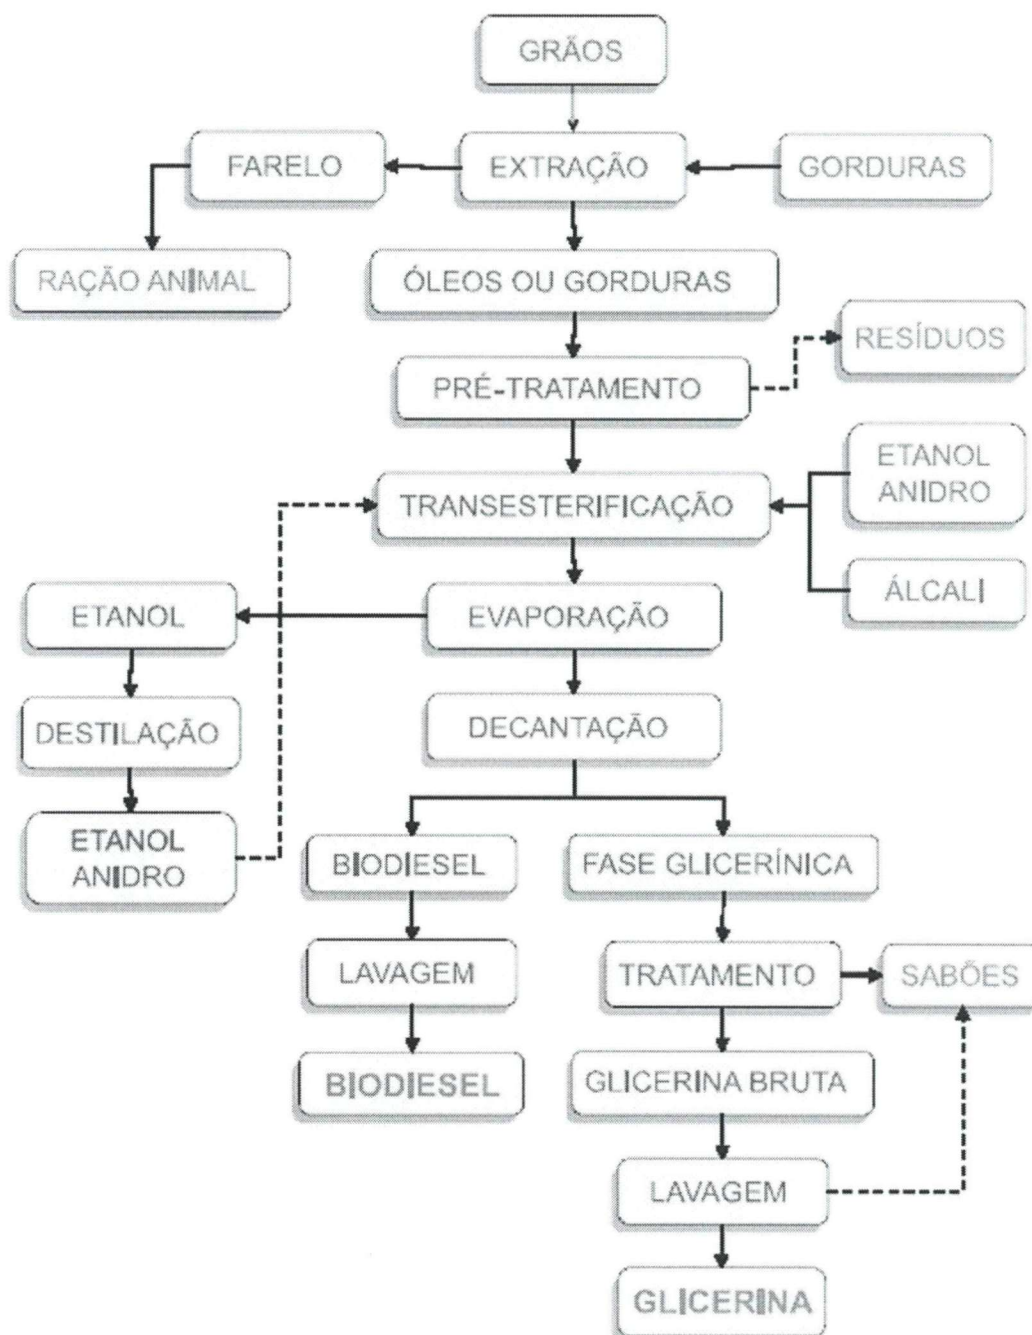 GRÃOS
FARELO
EXTRAÇÃO
GORDURAS
RAÇÃO ANIMAL
ÓLEOS OU GORDURAS
RESÍDUOS
PRÉ-TRATAMENTO
ETANOL
ANIDRO
TRANSESTERIFICAÇÃO
ÁLCALI
ETANOL
EVAPORAÇÃO
DESTILAÇÃO
DECANTAÇÃO
ETANOL
ANIDRO
BIODIESEL
FASE GLICERÍNICA
LAVAGEM
TRATAMENTO
SABÕES
BIODIESEL
GLICERINA BRUTA
LAVAGEM
GLICERINA